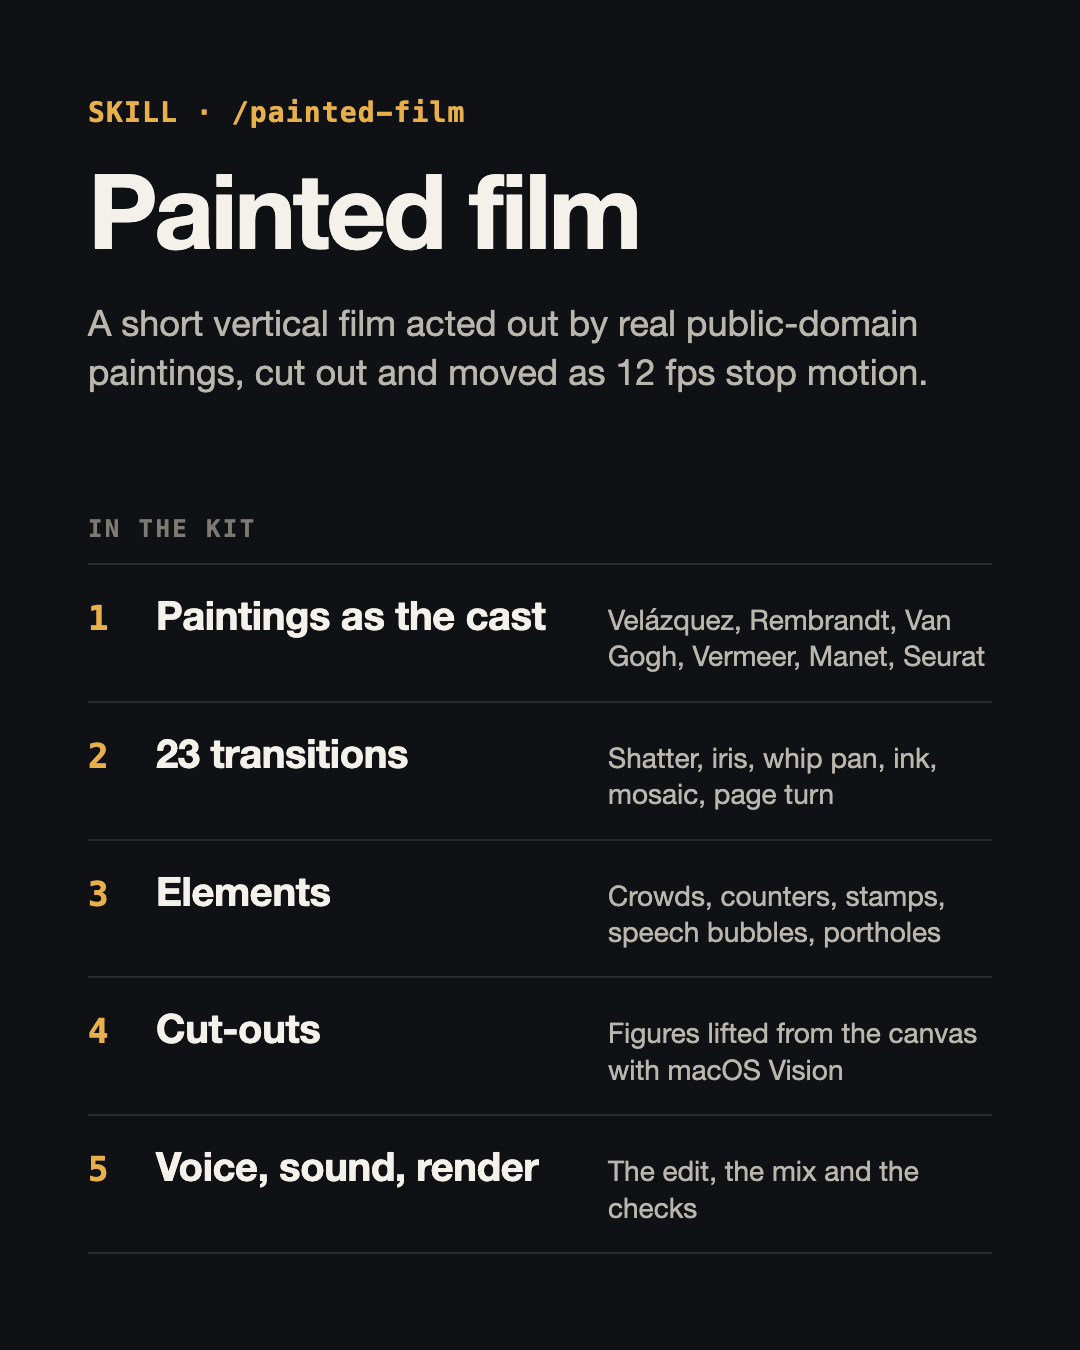 SKILL · /painted-film
Painted film
A short vertical film acted out by real public-domain
paintings, cut out and moved as 12 fps stop motion.
IN THE KIT
1 Paintings as the cast
Velázquez, Rembrandt, Van
Gogh, Vermeer, Manet, Seurat
2 23 transitions
Shatter, iris, whip pan, ink,
mosaic, page turn
3 Elements
Crowds, counters, stamps,
speech bubbles, portholes
4 Cut-outs
Figures lifted from the canvas
with macOS Vision
5 Voice, sound, render
The edit, the mix and the
checks